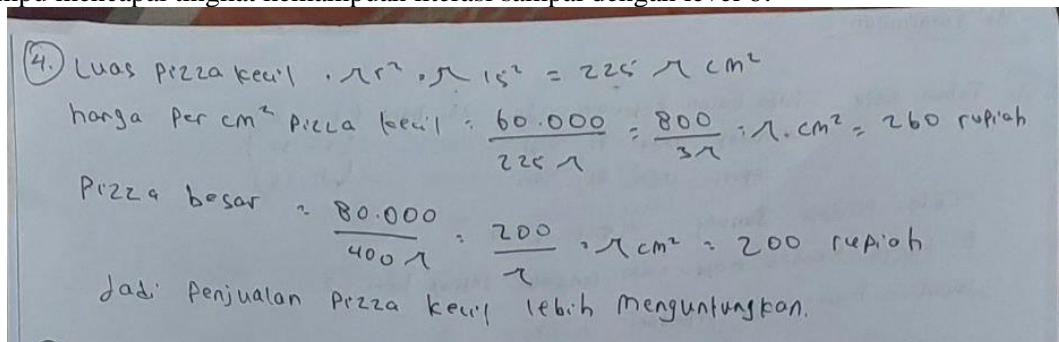 4. Luas pizza kecil . πr² . π 15² = 225 π cm²
harga per cm² pizza kecil = 60.000 / 225 π = 800 / 3π : π . cm² = 260 rupiah
Pizza besar = 80.000 / 400 π = 200 / π . π cm² = 200 rupiah
Jadi penjualan pizza kecil lebih menguntungkan.